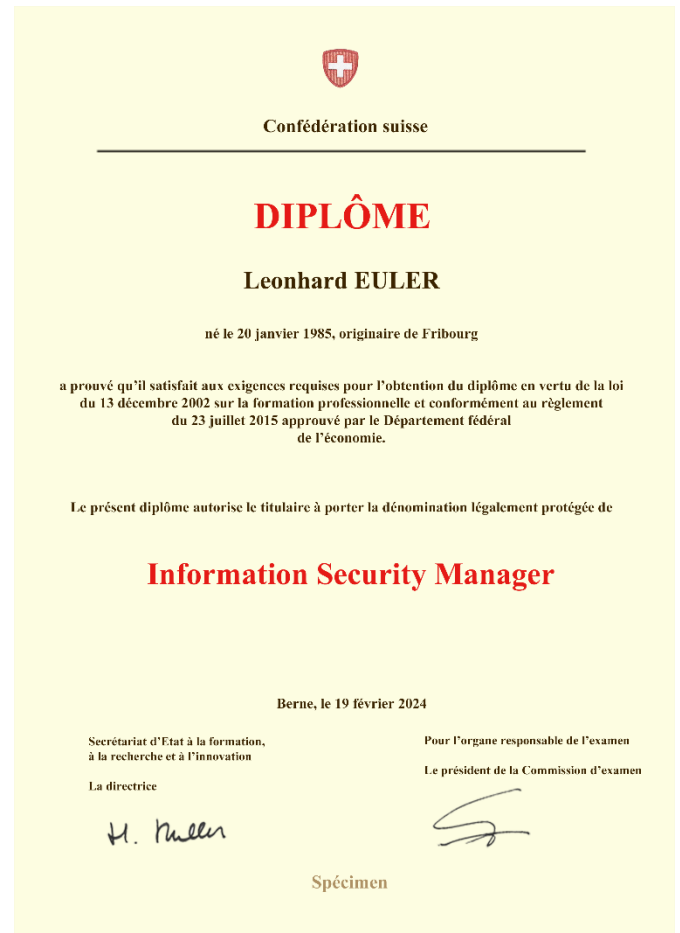 Confédération suisse
DIPLÔME
Leonhard EULER
né le 20 janvier 1985, originaire de Fribourg
a prouvé qu’il satisfait aux exigences requises pour l’obtention du diplôme en vertu de la loi
du 13 décembre 2002 sur la formation professionnelle et conformément au règlement
du 23 juillet 2015 approuvé par le Département fédéral
de l’économie.
Le présent diplôme autorise le titulaire à porter la dénomination légalement protégée de
Information Security Manager
Berne, le 19 février 2024
Secrétariat d’Etat à la formation,
à la recherche et à l’innovation
La directrice
H. Muller
Pour l’organe responsable de l’examen
Le président de la Commission d’examen
Spécimen